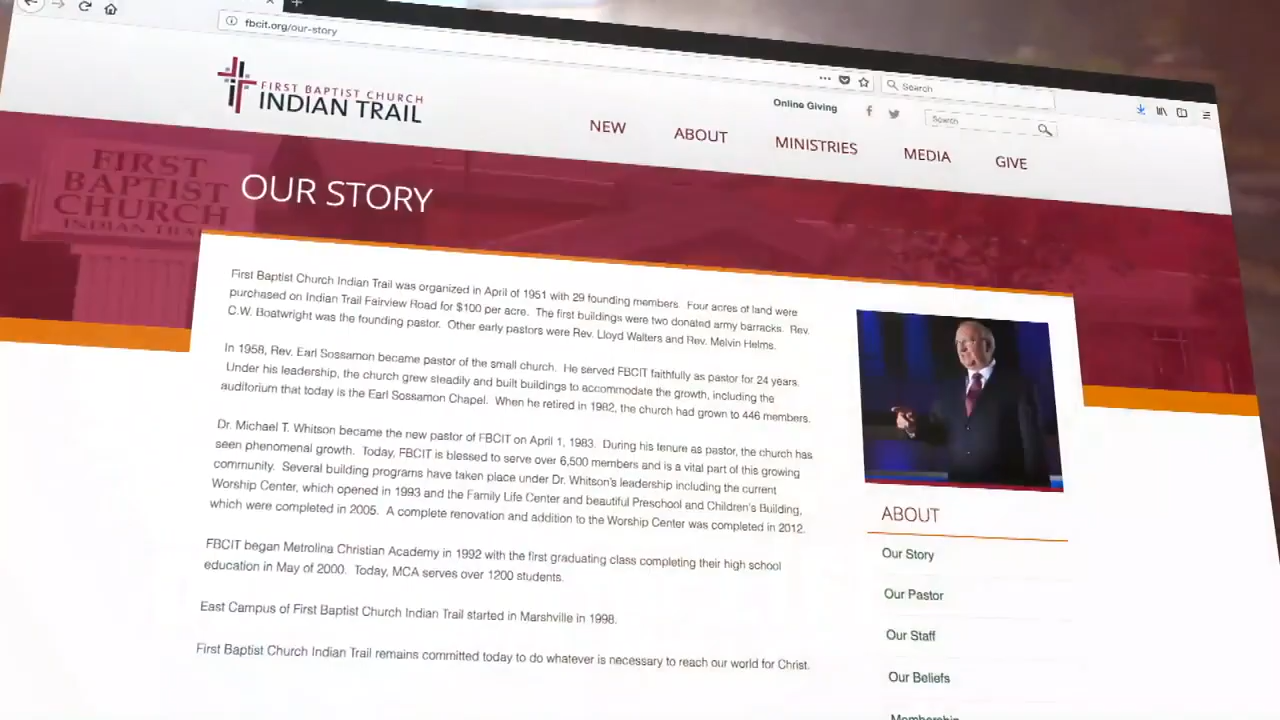 fbcit.org/our-story
Search
FIRST BAPTIST CHURCH
INDIAN TRAIL
Online Giving
Search
NEW ABOUT MINISTRIES MEDIA GIVE
FIRST
BAPTIST
CHURCH
INDIAN TRA
OUR STORY
First Baptist Church Indian Trail was organized in April of 1951 with 29 founding members. Four acres of land were
purchased on Indian Trail Fairview Road for $100 per acre. The first buildings were two donated army barracks. Rev.
C.W. Boatwright was the founding pastor. Other early pastors were Rev. Lloyd Walters and Rev. Melvin Helms.
In 1958, Rev. Earl Sossamon became pastor of the small church. He served FBCIT faithfully as pastor for 24 years.
Under his leadership, the church grew steadily and built buildings to accommodate the growth, including the
auditorium that today is the Earl Sossamon Chapel. When he retired in 1982, the church had grown to 446 members.
Dr. Michael T. Whitson became the new pastor of FBCIT on April 1, 1983. During his tenure as pastor, the church has
seen phenomenal growth. Today, FBCIT is blessed to serve over 6,500 members and is a vital part of this growing
community. Several building programs have taken place under Dr. Whitson's leadership including the current
Worship Center, which opened in 1993 and the Family Life Center and beautiful Preschool and Children's Building,
which were completed in 2005. A complete renovation and addition to the Worship Center was completed in 2012.
FBCIT began Metrolina Christian Academy in 1992 with the first graduating class completing their high school
education in May of 2000. Today, MCA serves over 1200 students.
East Campus of First Baptist Church Indian Trail started in Marshville in 1998.
First Baptist Church Indian Trail remains committed today to do whatever is necessary to reach our world for Christ.
ABOUT
Our Story
Our Pastor
Our Staff
Our Beliefs
Membership